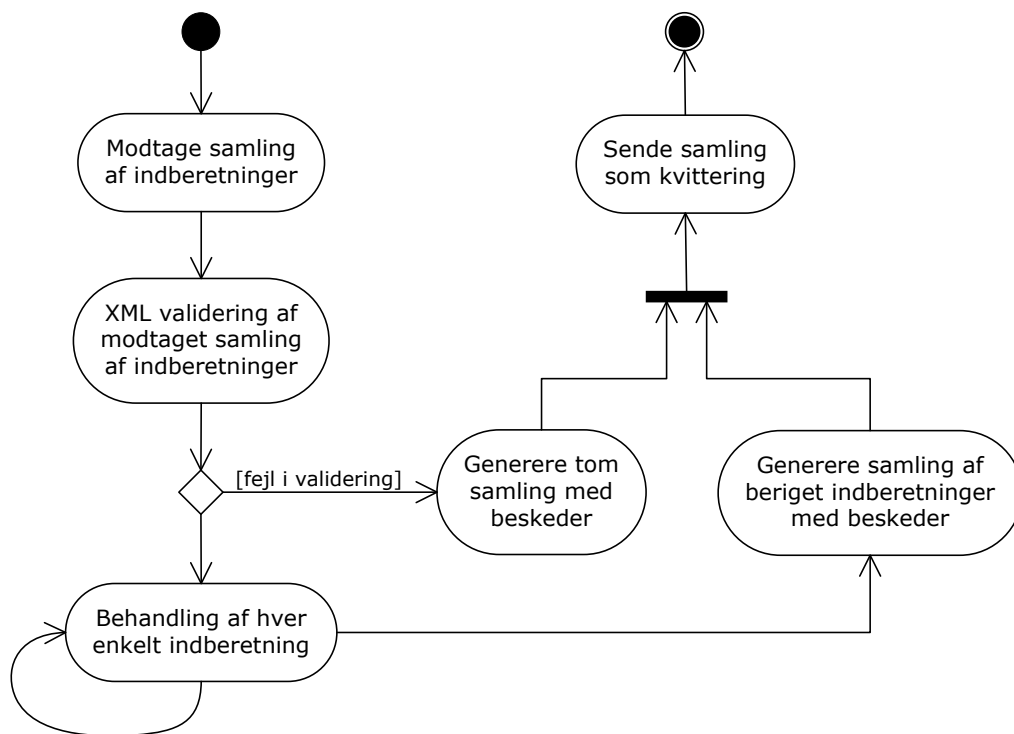 Modtage samling
af indberetninger
XML validering af
modtaget samling
af indberetninger
[fejl i validering]
Behandling af hver
enkelt indberetning
Generere tom
samling med
beskeder
Generere samling af
beriget indberetninger
med beskeder
Sende samling
som kvittering